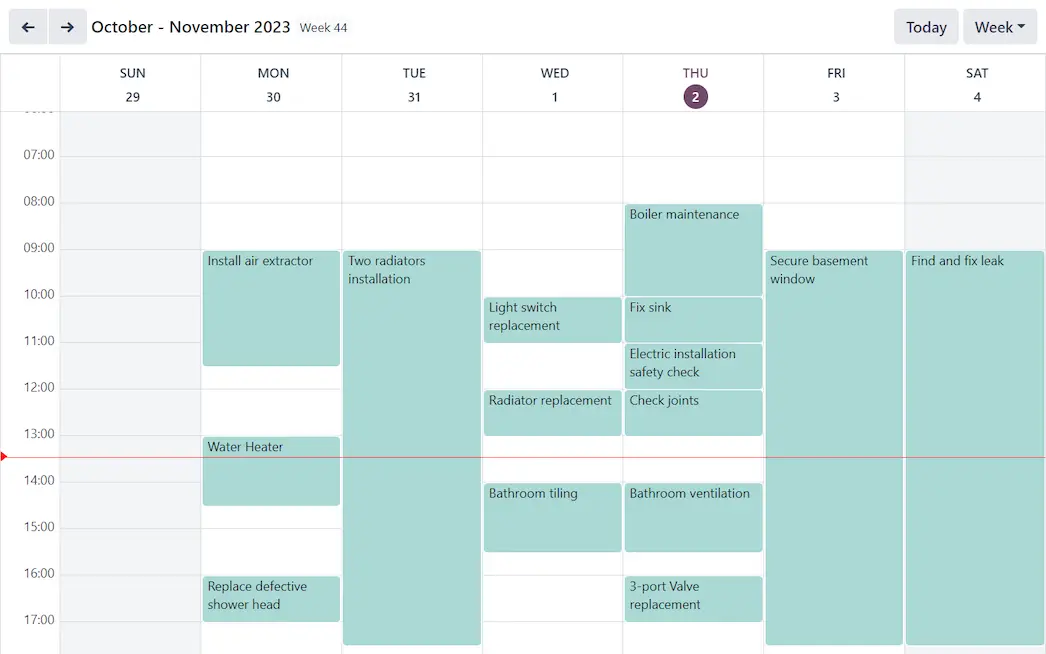 October - November 2023 Week 44
Today
Week
SUN
MON
TUE
WED
THU
FRI
SAT
29
30
31
1
2
3
4
07:00
08:00
09:00
10:00
11:00
12:00
13:00
14:00
15:00
16:00
17:00
Install air extractor
Water Heater
Replace defective
shower head
Two radiators
installation
Light switch
replacement
Radiator replacement
Bathroom tiling
Boiler maintenance
Fix sink
Electric installation
safety check
Check joints
Bathroom ventilation
3-port Valve
replacement
Secure basement
window
Find and fix leak